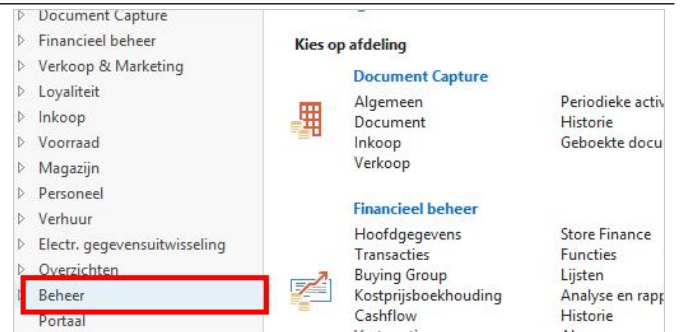 Document Capture
Financieel beheer
Verkoop & Marketing
Loyaliteit
Inkoop
Voorraad
Magazijn
Personeel
Verhuur
Electr. gegevensuitwisseling
Overzichten
Beheer
Portaal
Kies op afdeling
Document Capture
Algemeen
Document
Inkoop
Verkoop
Periodieke activ
Historie
Geboekte docu
Financieel beheer
Hoofdgegevens
Transacties
Buying Group
Kostprijsboekhouding
Cashflow
Store Finance
Functies
Lijsten
Analyse en rapp
Historie